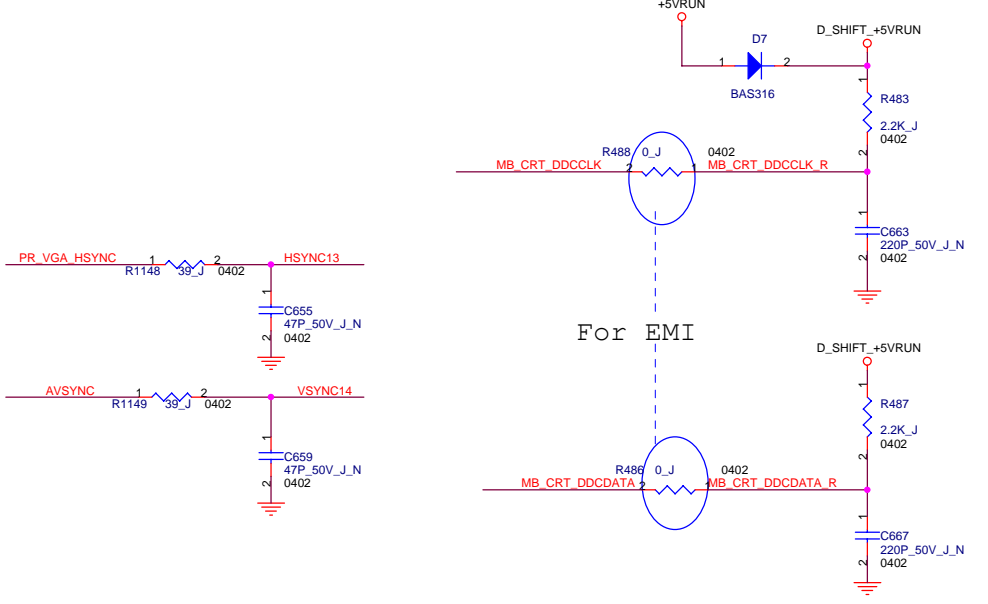 +5VRUN
D_SHIFT_+5VRUN
D7
1 2
BAS316
1
R483
2.2K_J
0402
2
R488 0_J 0402
MB_CRT_DDCCLK 2 1 MB_CRT_DDCCLK_R
1
C663
220P_50V_J_N
2 0402
PR_VGA_HSYNC 1 2 HSYNC13
R1148 39_J 0402
1
C655
47P_50V_J_N
2 0402
For EMI
D_SHIFT_+5VRUN
AVSYNC 1 2 VSYNC14
R1149 39_J 0402
1
R487
2.2K_J
0402
2
1
C659
47P_50V_J_N
2 0402
R486 0_J 0402
MB_CRT_DDCDATA 2 1 MB_CRT_DDCDATA_R
1
C667
220P_50V_J_N
2 0402